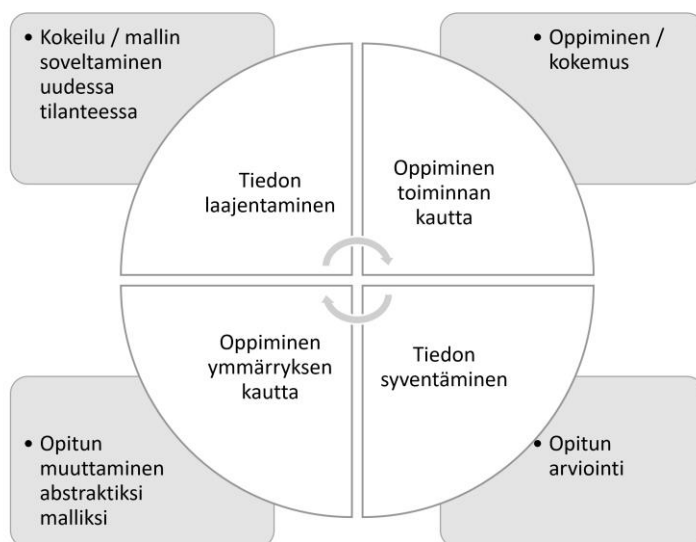 • Kokeilu / mallin
soveltaminen
uudessa
tilanteessa
• Oppiminen /
kokemus
Tiedon
laajentaminen
Oppiminen
toiminnan
kautta
Oppiminen
ymmärryksen
kautta
Tiedon
syventäminen
• Opitun
muuttaminen
abstraktiksi
malliksi
• Opitun
arviointi